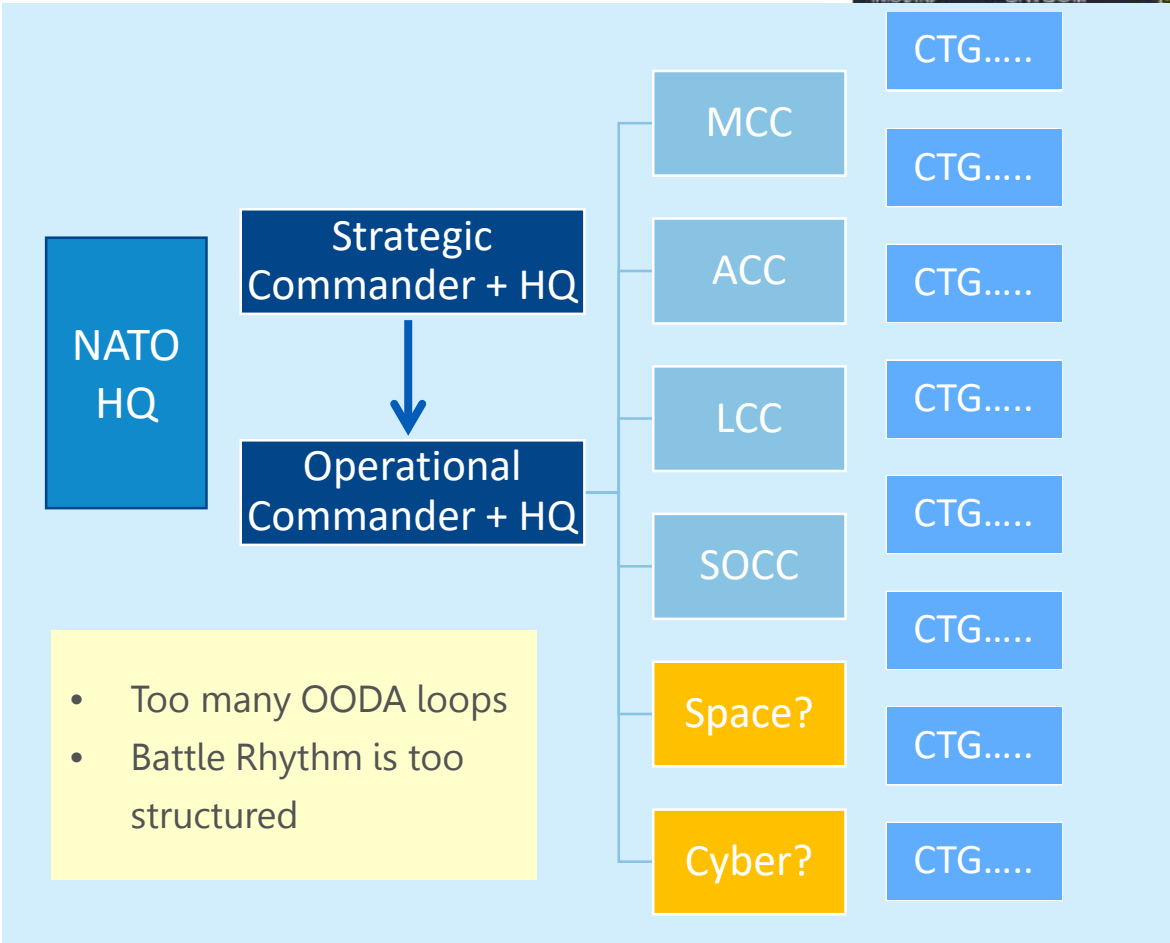 NATO
HQ
Strategic
Commander + HQ
Operational
Commander + HQ
• Too many OODA loops
• Battle Rhythm is too
structured
MCC
ACC
LCC
SOCC
Space?
Cyber?
CTG.....
CTG.....
CTG.....
CTG.....
CTG.....
CTG.....
CTG.....
CTG.....